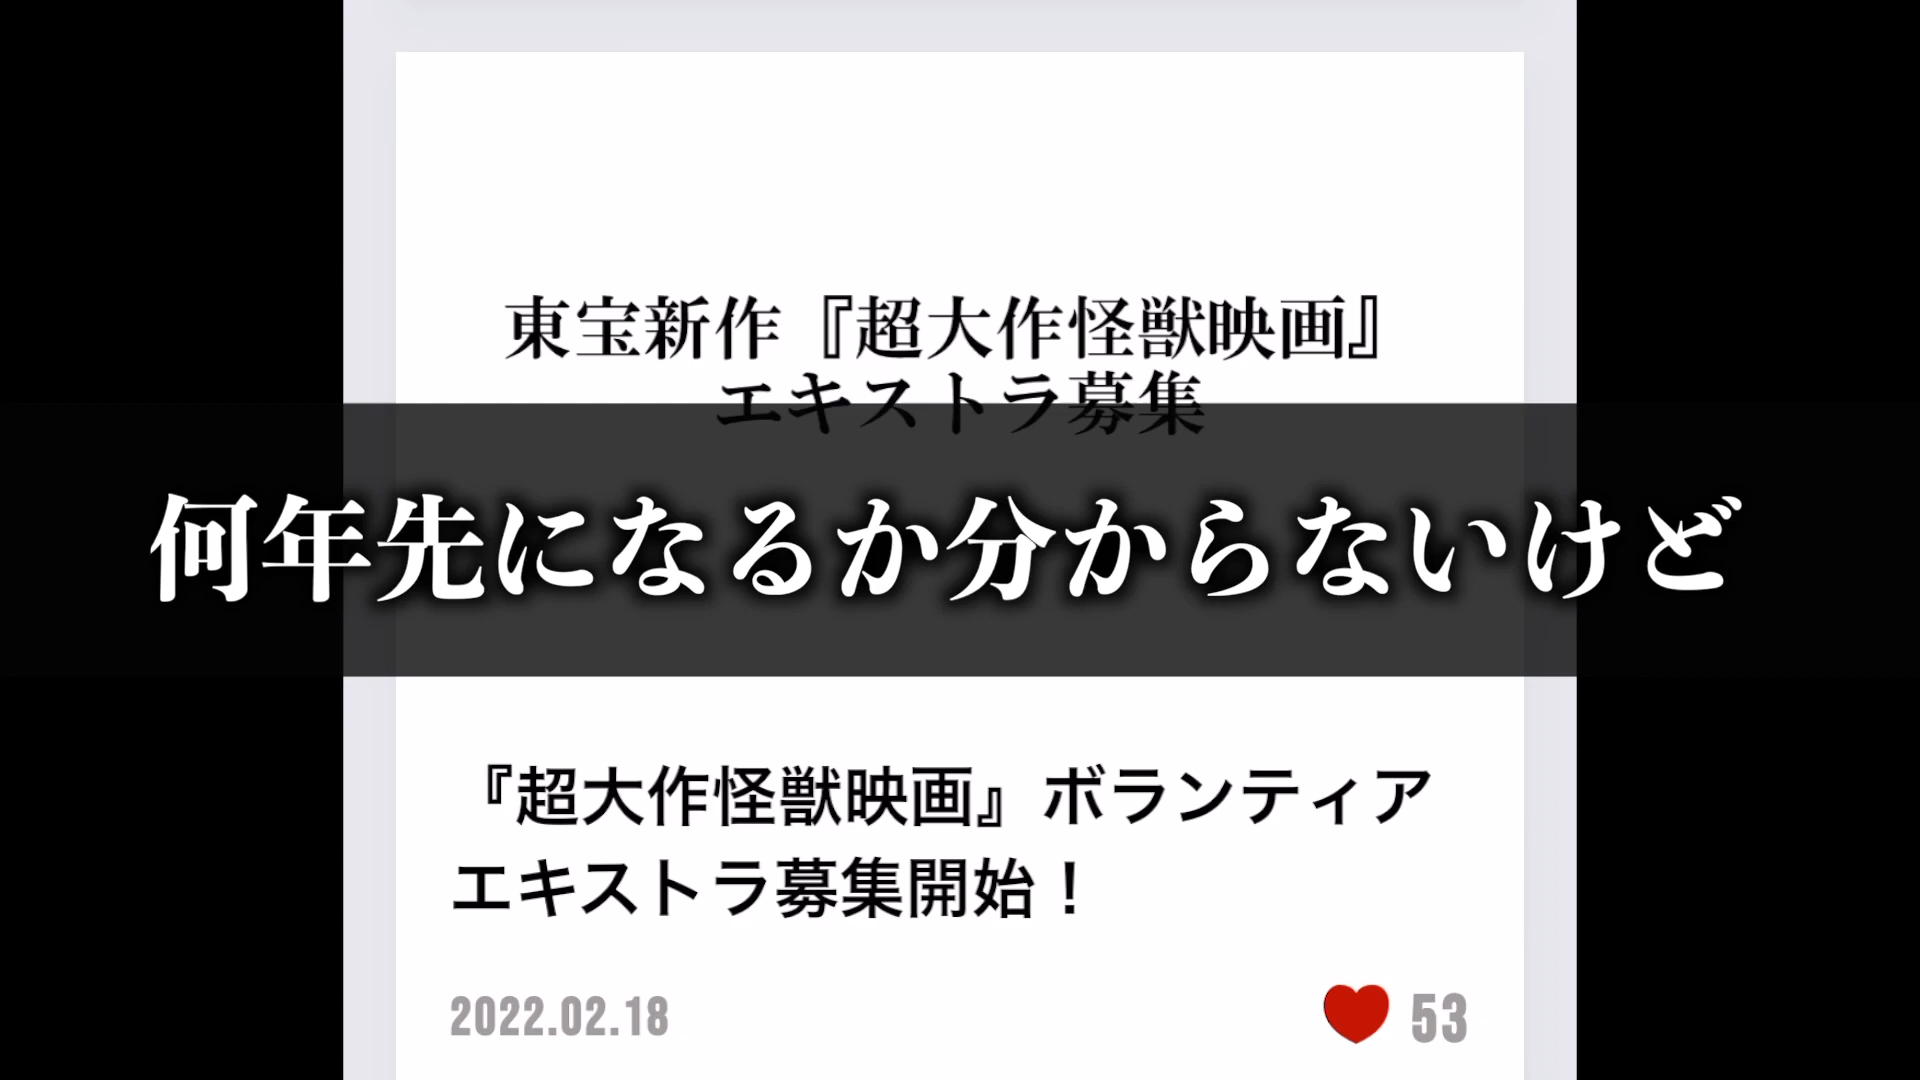 東宝新作『超大作怪獣映画』
エキストラ募集
何年先になるか分からないけど
『超大作怪獣映画』ボランティア
エキストラ募集開始！
2022.02.18
53